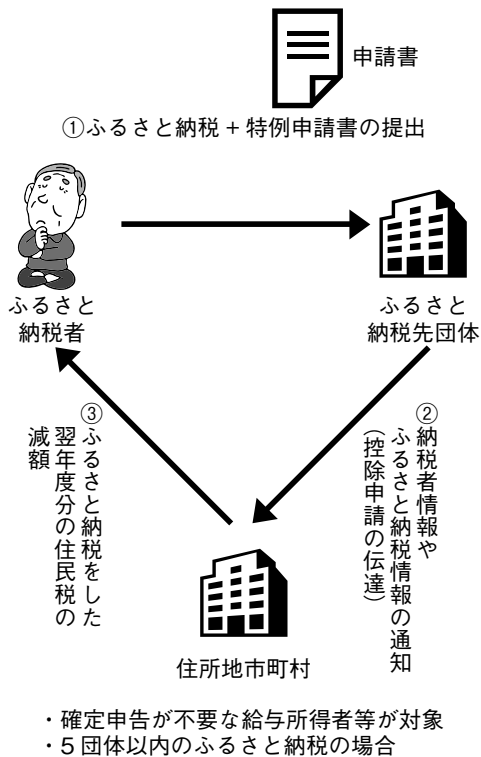 申請書
①ふるさと納税+特例申請書の提出
ふるさと
納税者
ふるさと
納税先団体
②納税者情報や
ふるさと納税情報の通知
(控除申請の伝達)
③ふるさと納税をした
翌年度分の住民税の
減額
住所地市町村
・確定申告が不要な給与所得者等が対象
・5団体以内のふるさと納税の場合